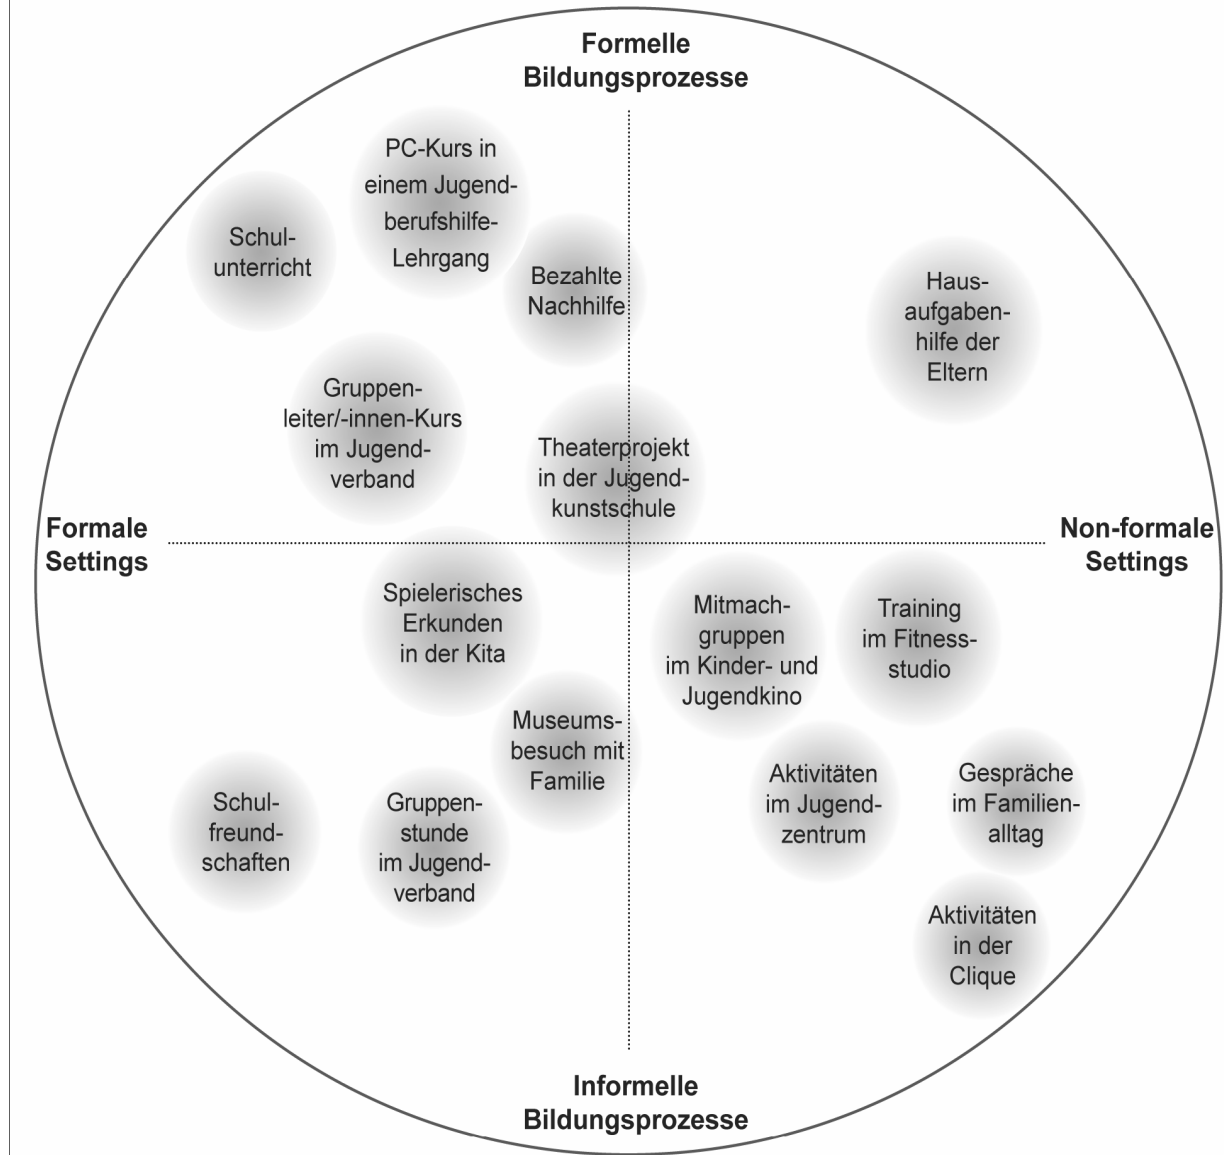 Formelle
Bildungsprozesse
PC-Kurs in
einem Jugend-
berufshilfe-
Lehrgang
Schul-
unterricht
Bezahlte
Nachhilfe
Haus-
aufgaben-
hilfe der
Eltern
Gruppen-
leiter/-innen-Kurs
im Jugend-
verband
Theaterprojekt
in der Jugend-
kunstschule
Formale
Settings
Non-formale
Settings
Spielerisches
Erkunden
in der Kita
Mitmach-
gruppen
im Kinder- und
Jugendkino
Training
im Fitness-
studio
Museums-
besuch mit
Familie
Aktivitäten
im Jugend-
zentrum
Gespräche
im Familien-
alltag
Schul-
freund-
schaften
Gruppen-
stunde
im Jugend-
verband
Aktivitäten
in der
Clique
Informelle
Bildungsprozesse